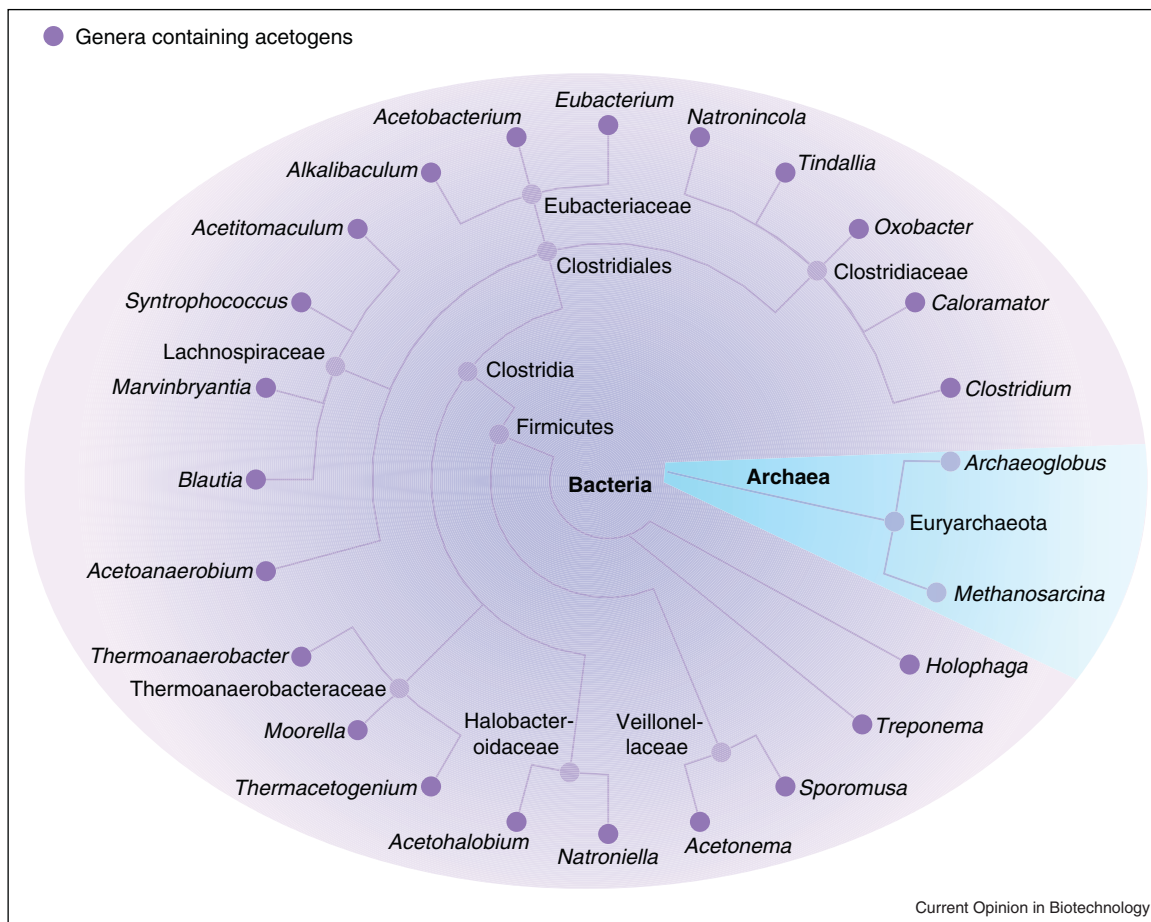 Genera containing acetogens
Eubacterium
Acetobacterium
Natronincola
Alkalibaculum
Tindallia
Eubacteriaceae
Acetitomaculum
Oxobacter
Clostridiales
Clostridiaceae
Syntrophococcus
Caloramator
Lachnospiraceae
Clostridia
Marvinbryantia
Clostridium
Firmicutes
Archaeoglobus
Blautia
Bacteria
Archaea
Euryarchaeota
Acetoanaerobium
Methanosarcina
Thermoanaerobacter
Holophaga
Thermoanaerobacteraceae
Moorella
Halobacter-
oidaceae
Veillonel-
laceae
Treponema
Thermacetogenium
Sporomusa
Acetohalobium
Natroniella
Acetonema
Current Opinion in Biotechnology